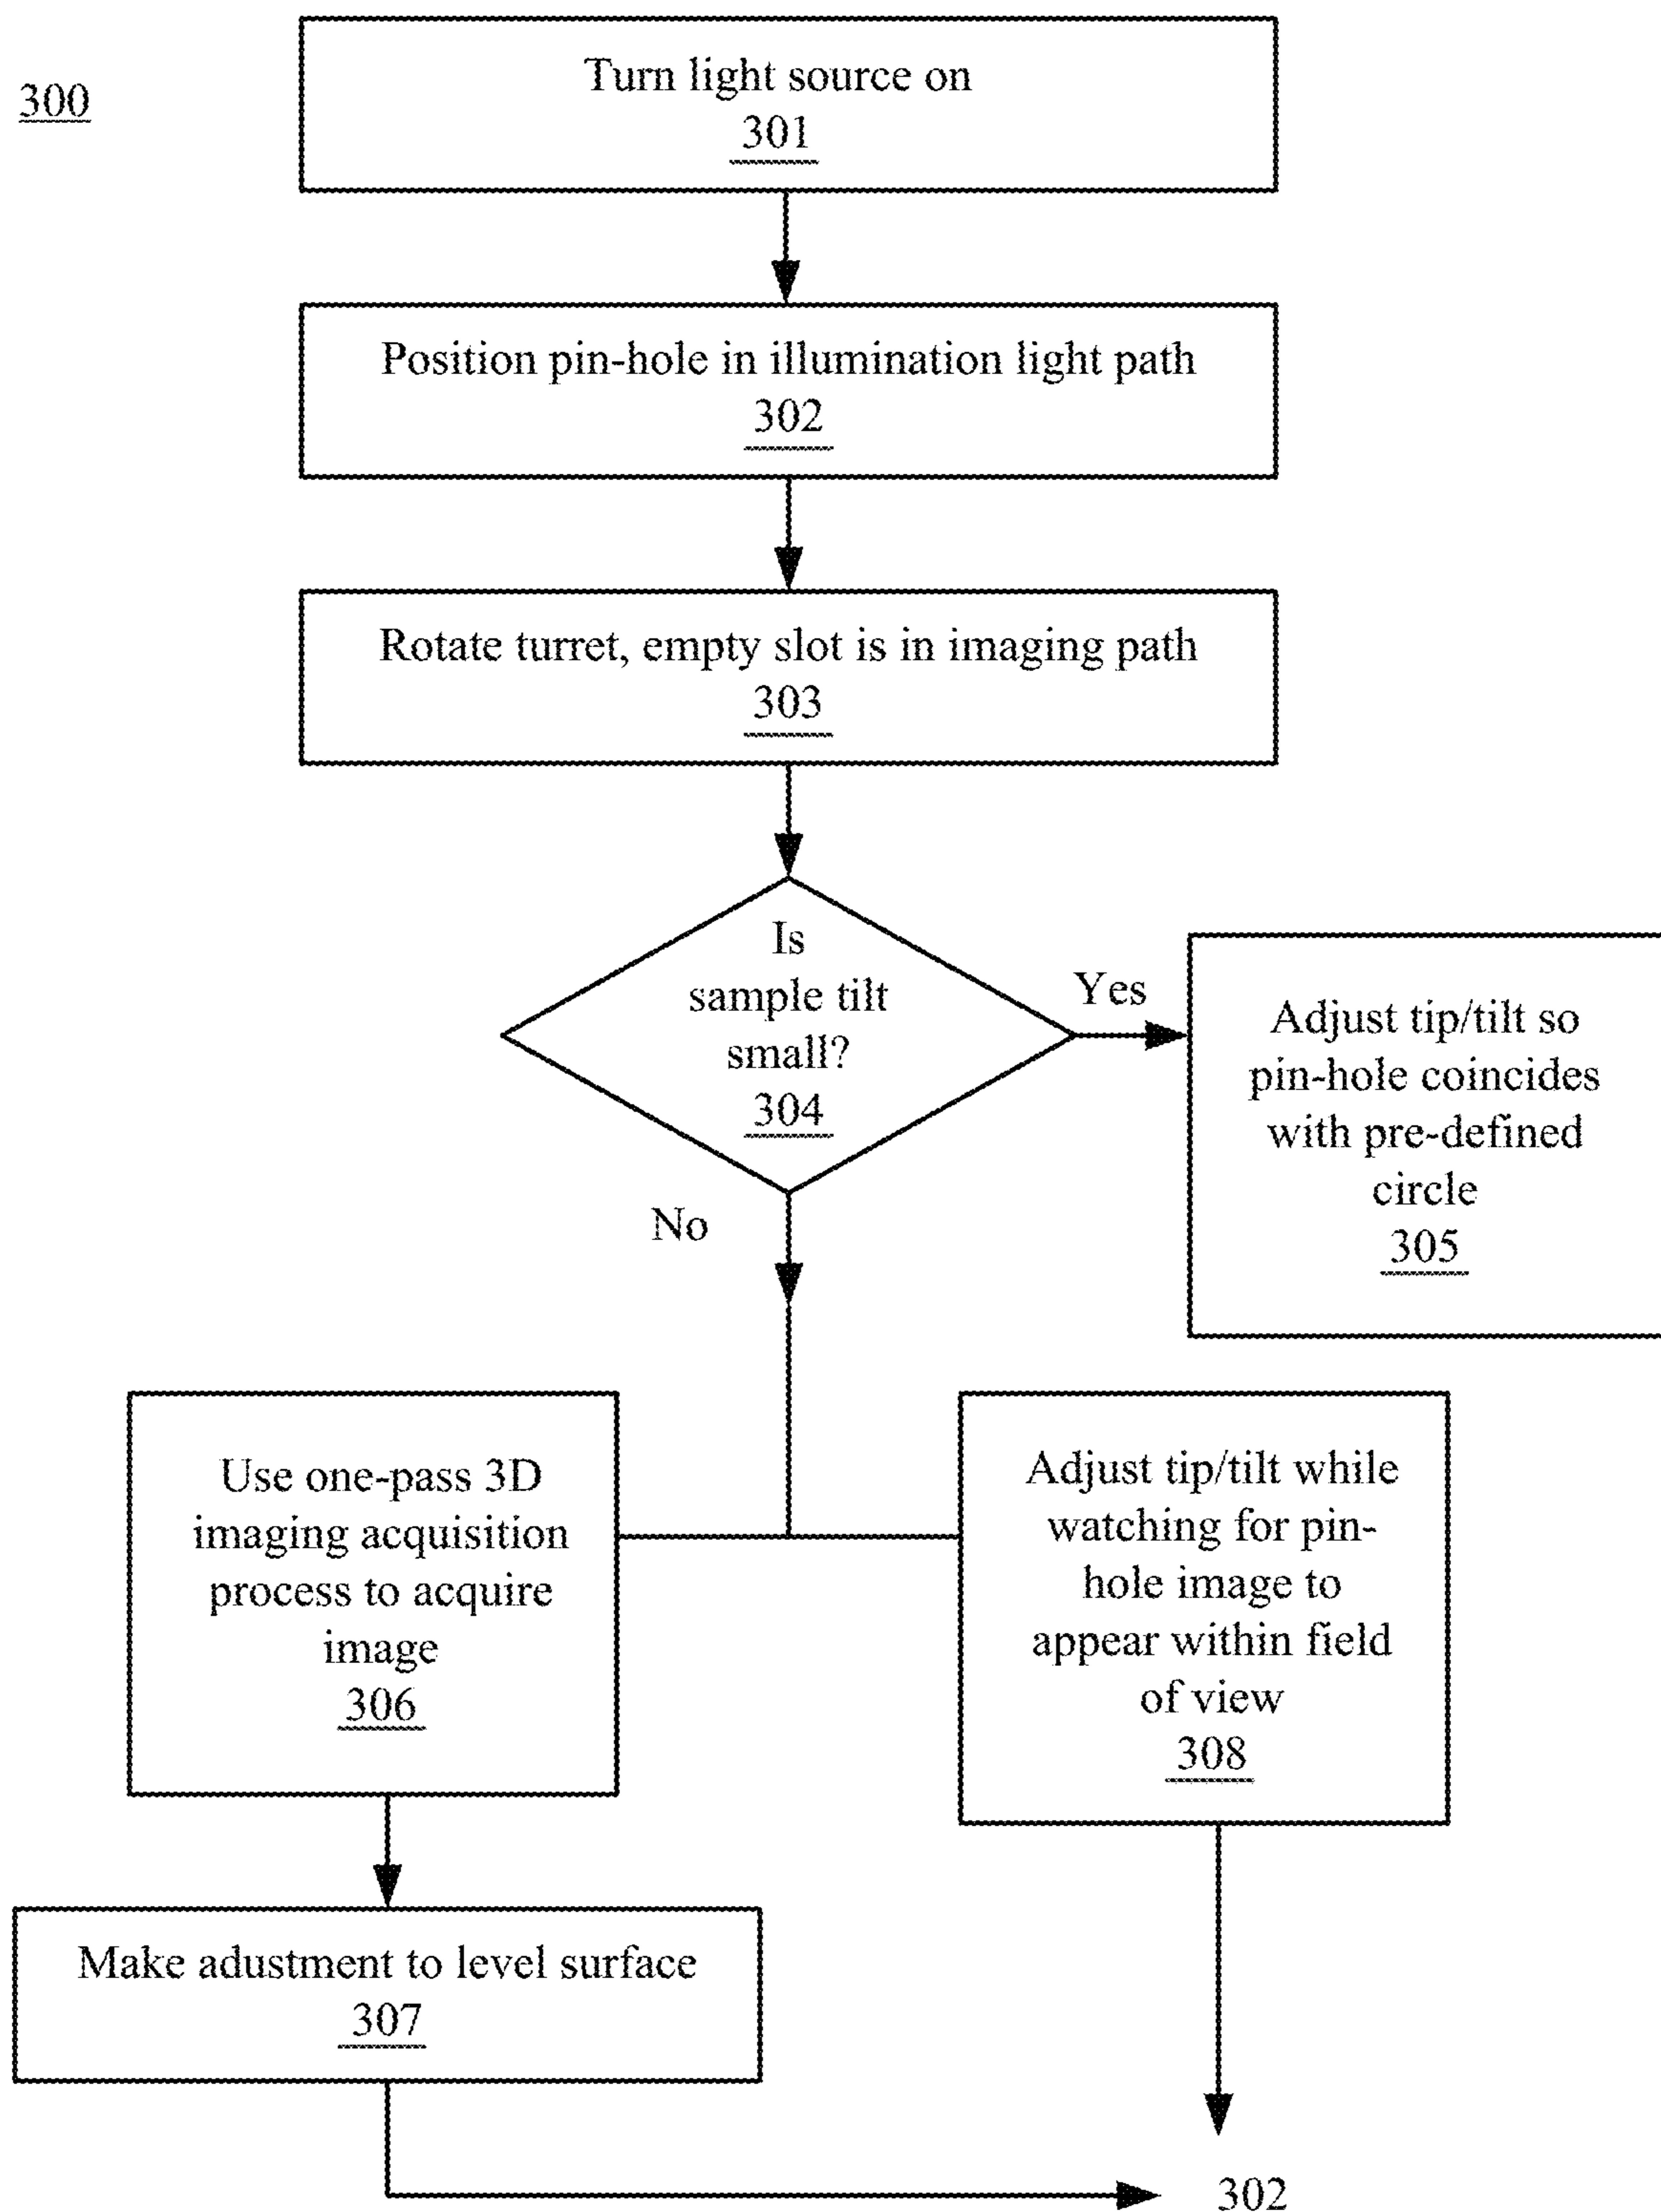 300
Turn light source on
301
Position pin-hole in illumination light path
302
Rotate turret, empty slot is in imaging path
303
Is
sample tilt
small?
304
Yes
Adjust tip/tilt so
pin-hole coincides
with pre-defined
circle
305
No
Use one-pass 3D
imaging acquisition
process to acquire
image
306
Adjust tip/tilt while
watching for pin-
hole image to
appear within field
of view
308
Make adustment to level surface
307
302